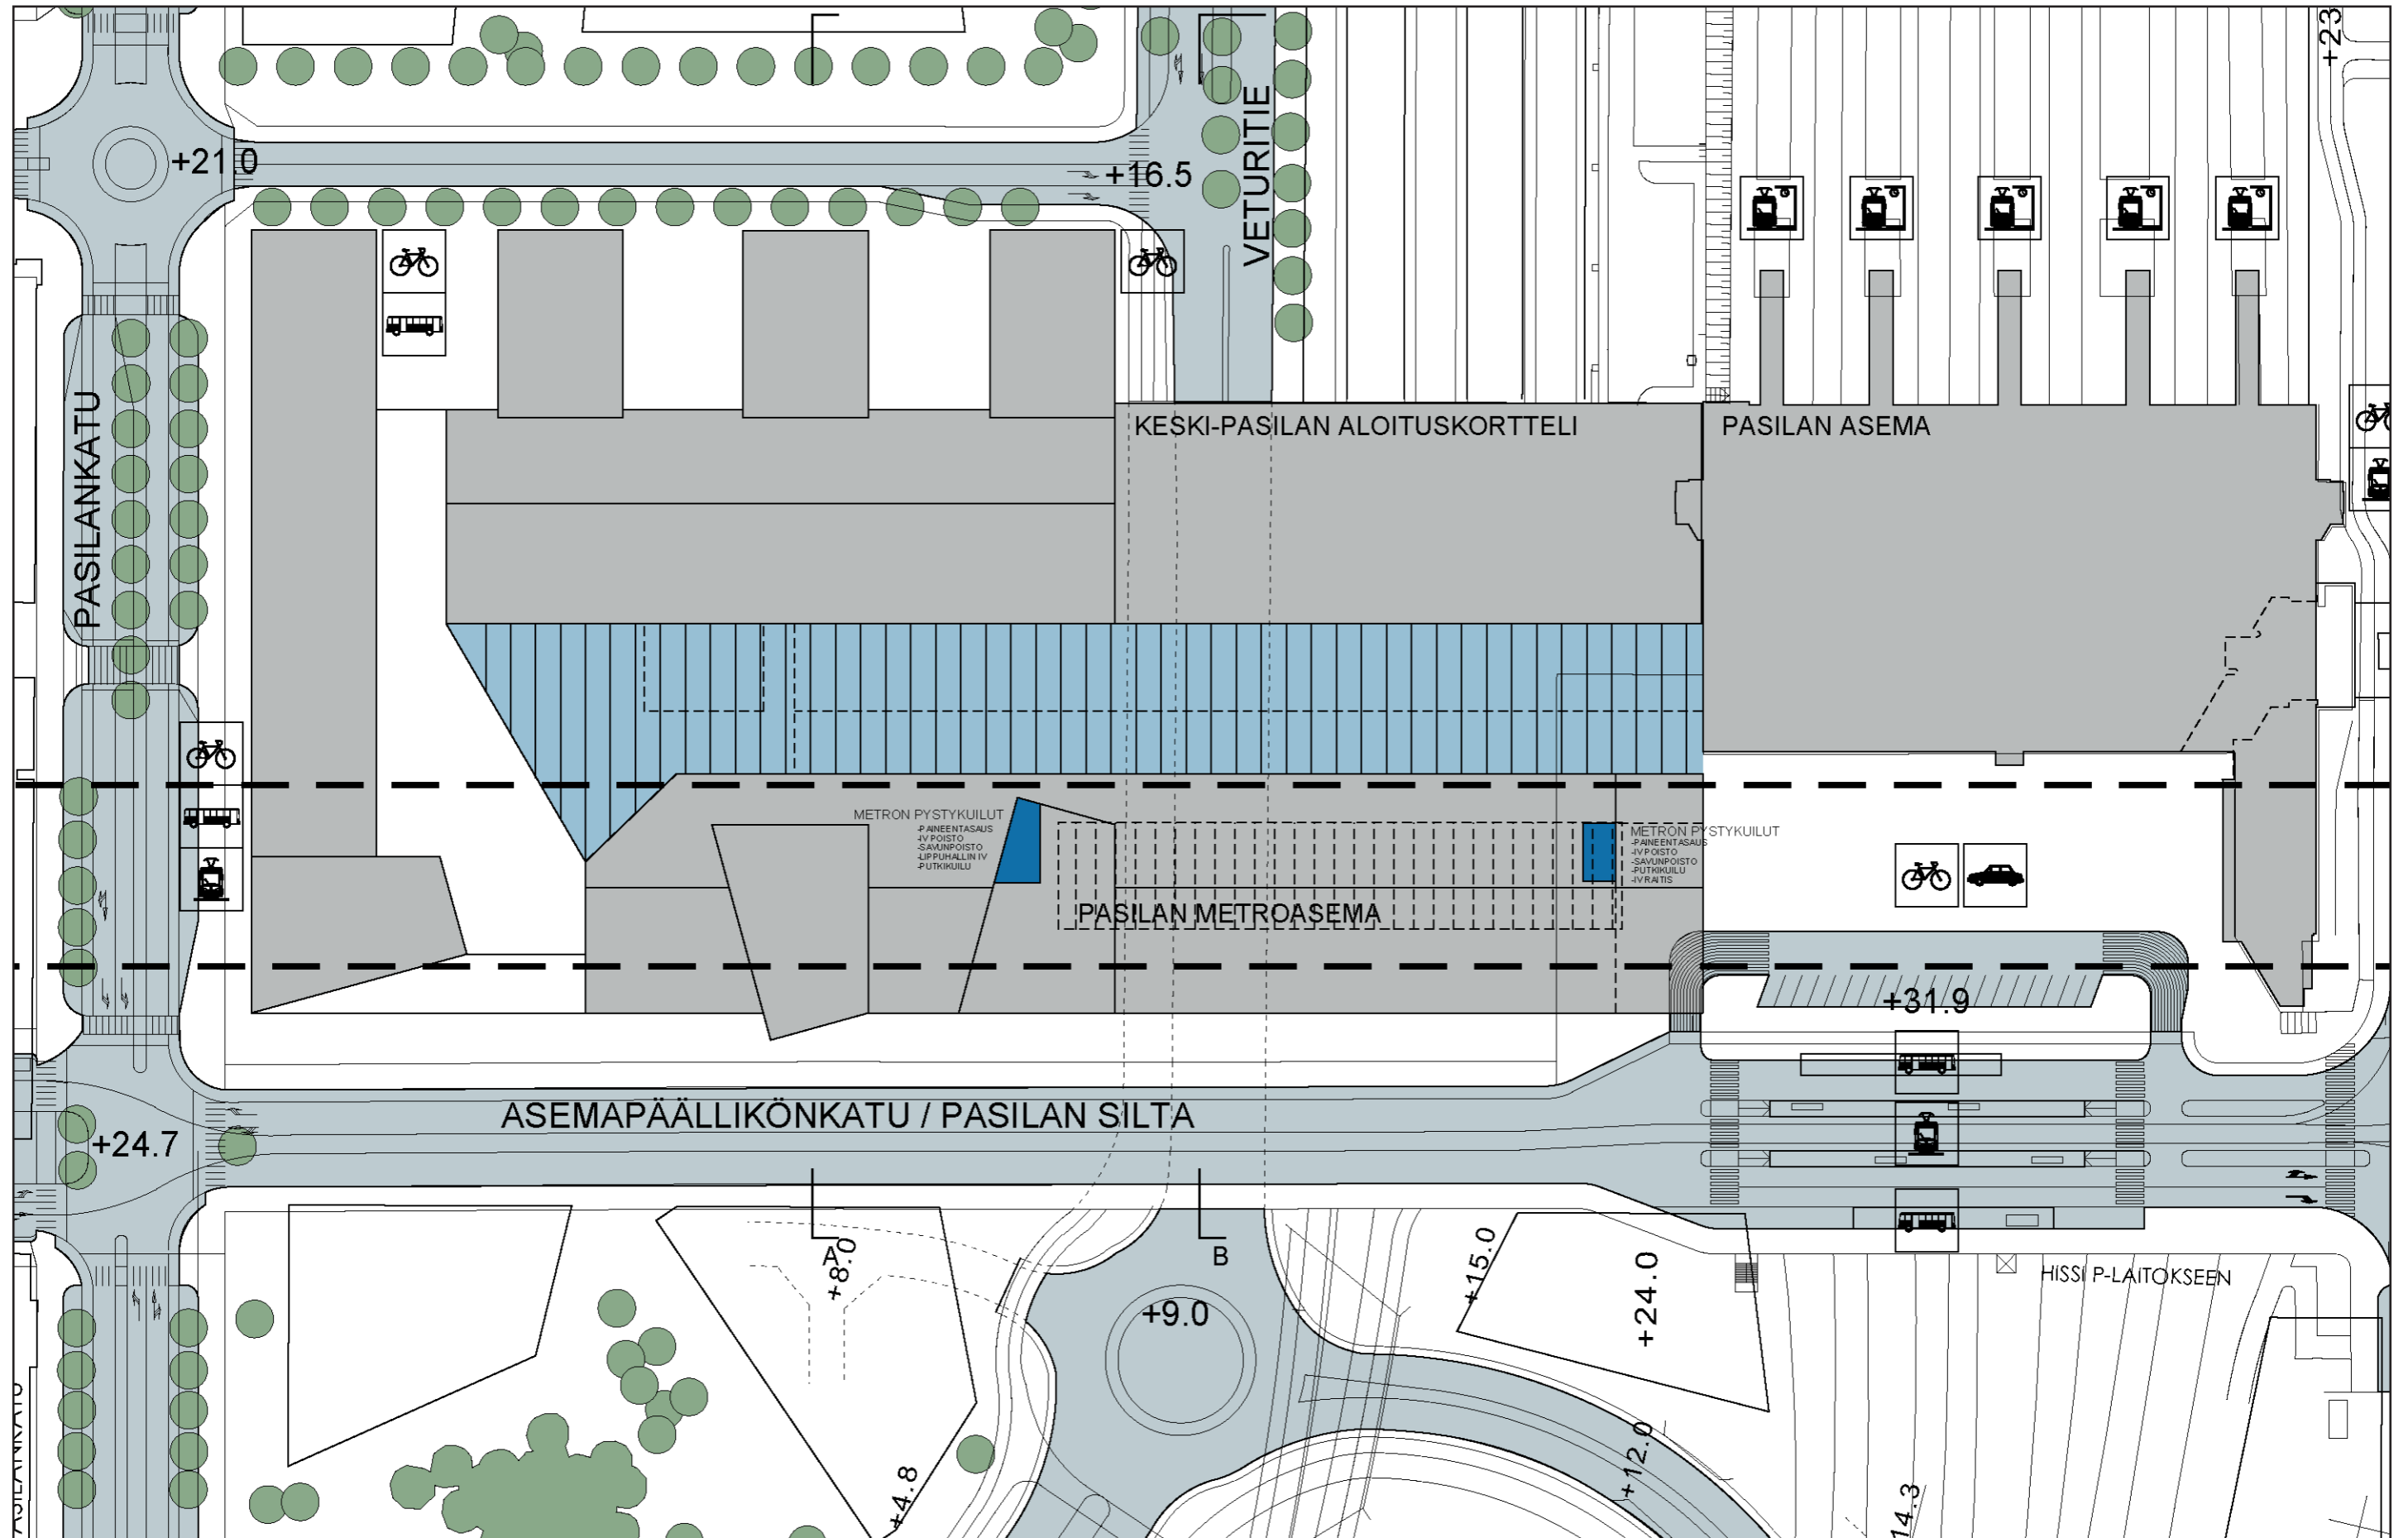 +23
+21.0
+16.5
VETURITIE
PASILANKATU
KESKI-PASILAN ALOITUSKORTTELI
PASILAN ASEMA
METRON PYSTYKUILUT
-PAINEENTASAUS
-IV POISTO
-SAVUNPOISTO
-LIPPUHALLIN IV
-PUTKIKUILU
METRON PYSTYKUILUT
-PAINEENTASAUS
-IV POISTO
-SAVUNPOISTO
-PUTKIKUILU
-IV RAITIS
PASILAN METROASEMA
+31.9
ASEMAPÄÄLLIKÖNKATU / PASILAN SILTA
+24.7
A
B
+8.0
+9.0
+15.0
+24.0
HISSI P-LAITOKSEEN
+4.8
+12.0
14.3